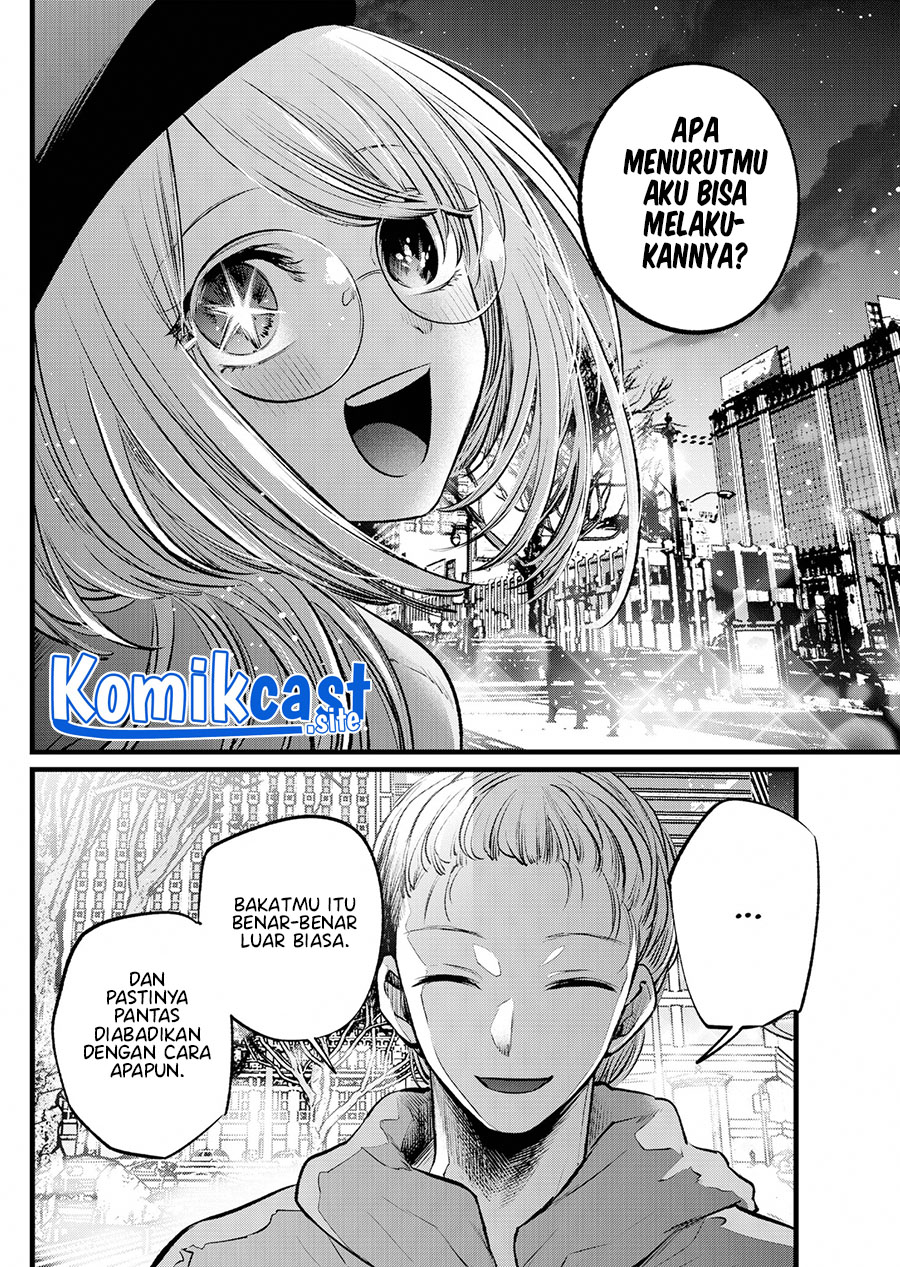 APA
MENURUTMU
AKU BISA
MELAKU-
KANNYA?
Komikcast
.site
...
BAKATMU ITU
BENAR-BENAR
LUAR BIASA.
DAN
PASTINYA
PANTAS
DIABADIKAN
DENGAN CARA
APAPUN.